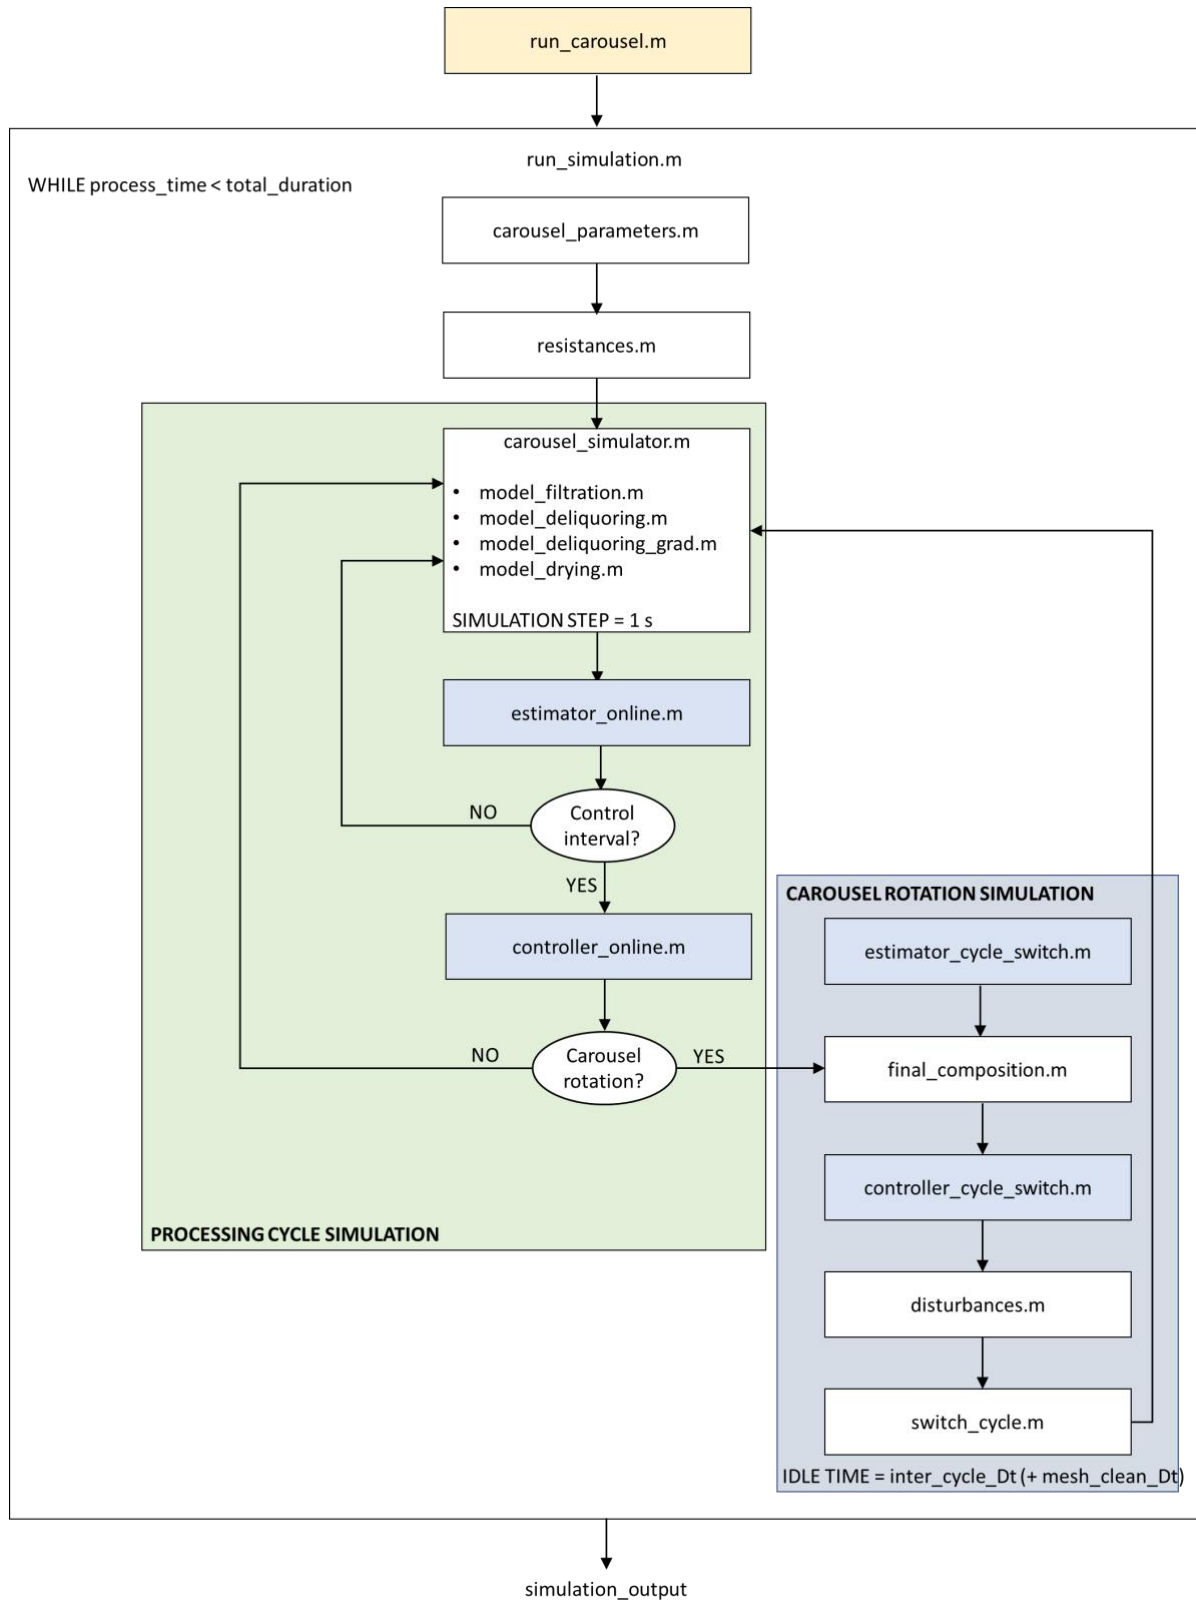 run_carousel.m
run_simulation.m
WHILE process_time < total_duration
carousel_parameters.m
resistances.m
carousel_simulator.m
• model_filtration.m
• model_deliquoring.m
• model_deliquoring_grad.m
• model_drying.m
SIMULATION STEP = 1 s
estimator_online.m
Control
interval?
NO
YES
controller_online.m
Carousel
rotation?
NO
YES
PROCESSING CYCLE SIMULATION
CAROUSEL ROTATION SIMULATION
estimator_cycle_switch.m
final_composition.m
controller_cycle_switch.m
disturbances.m
switch_cycle.m
IDLE TIME = inter_cycle_Dt (+ mesh_clean_Dt)
simulation_output